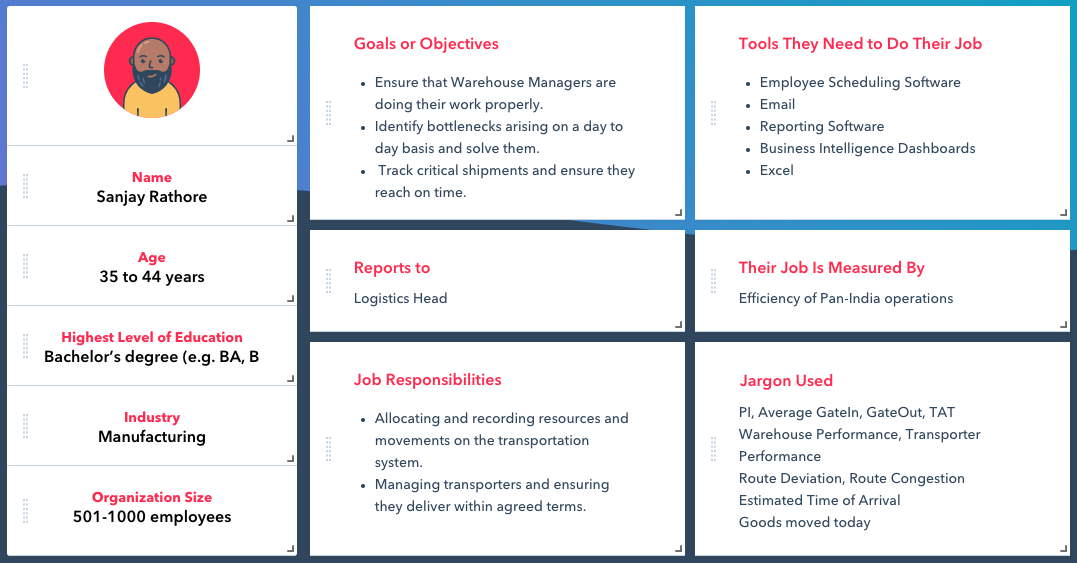 Name
Sanjay Rathore
Age
35 to 44 years
Highest Level of Education
Bachelor’s degree (e.g. BA, B
Industry
Manufacturing
Organization Size
501-1000 employees
Goals or Objectives
• Ensure that Warehouse Managers are
doing their work properly.
• Identify bottlenecks arising on a day to
day basis and solve them.
• Track critical shipments and ensure they
reach on time.
Reports to
Logistics Head
Job Responsibilities
• Allocating and recording resources and
movements on the transportation
system.
• Managing transporters and ensuring
they deliver within agreed terms.
Tools They Need to Do Their Job
• Employee Scheduling Software
• Email
• Reporting Software
• Business Intelligence Dashboards
• Excel
Their Job Is Measured By
Efficiency of Pan-India operations
Jargon Used
PI, Average GateIn, GateOut, TAT
Warehouse Performance, Transporter
Performance
Route Deviation, Route Congestion
Estimated Time of Arrival
Goods moved today